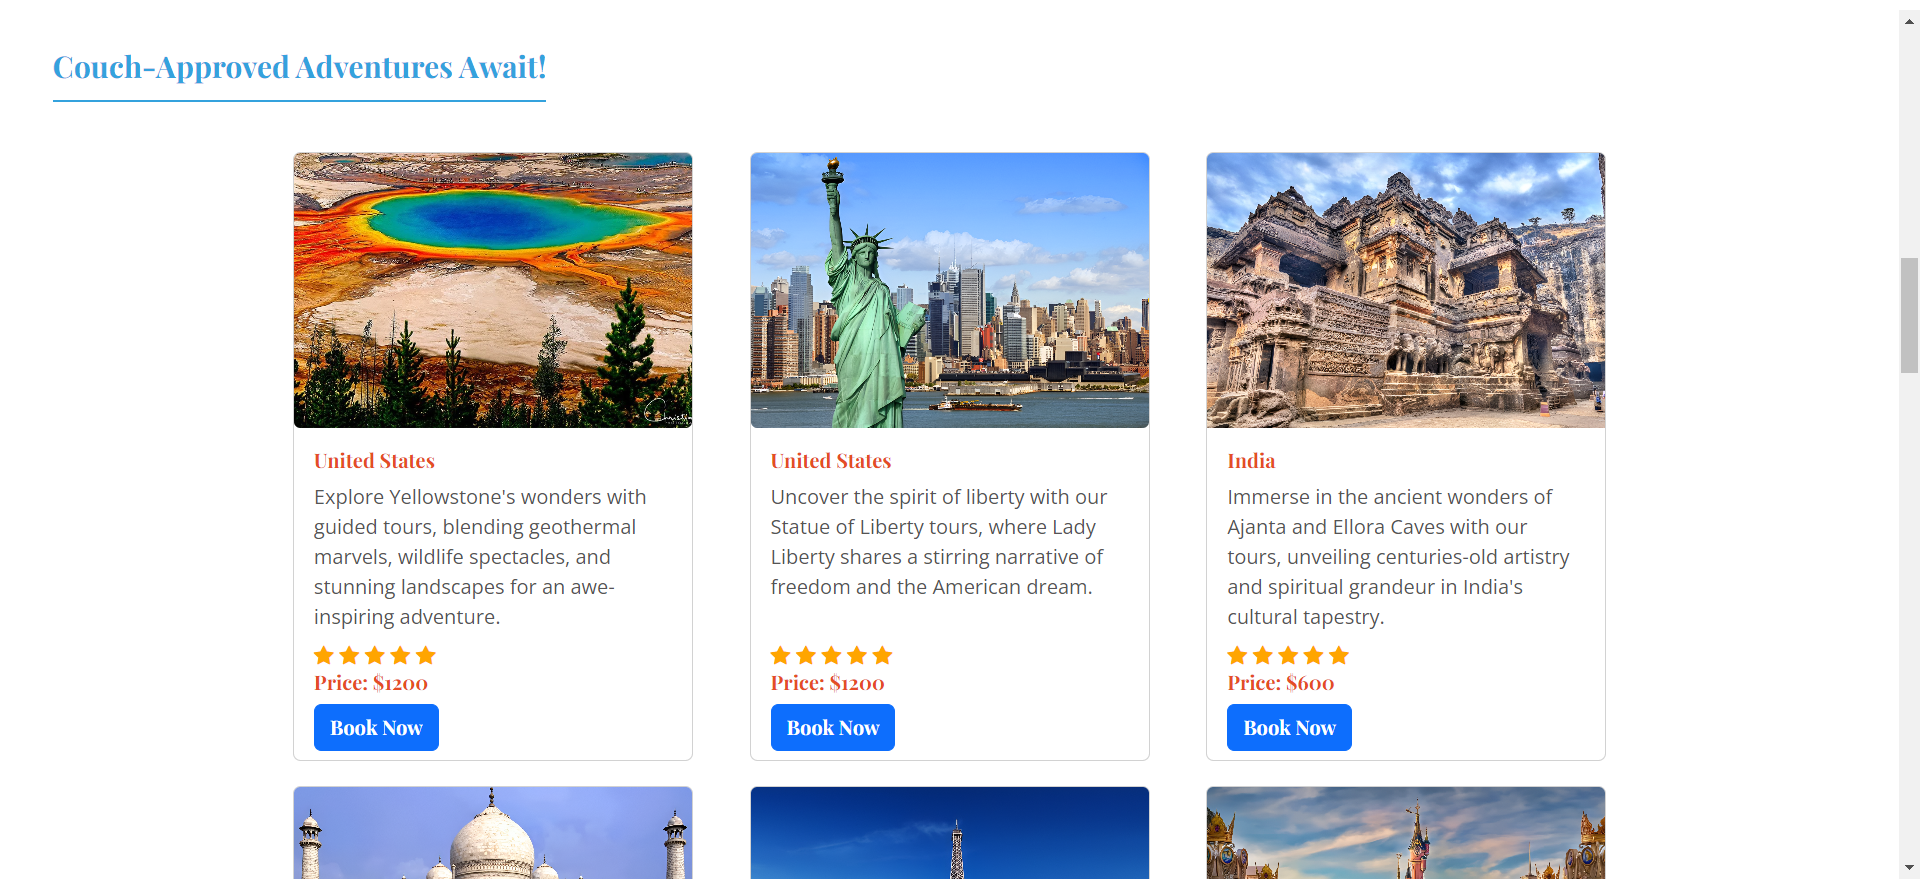 Couch-Approved Adventures Await!
United States
Explore Yellowstone's wonders with
guided tours, blending geothermal
marvels, wildlife spectacles, and
stunning landscapes for an awe-
inspiring adventure.
Price: $1200
Book Now
United States
Uncover the spirit of liberty with our
Statue of Liberty tours, where Lady
Liberty shares a stirring narrative of
freedom and the American dream.
Price: $1200
Book Now
India
Immerse in the ancient wonders of
Ajanta and Ellora Caves with our
tours, unveiling centuries-old artistry
and spiritual grandeur in India's
cultural tapestry.
Price: $600
Book Now